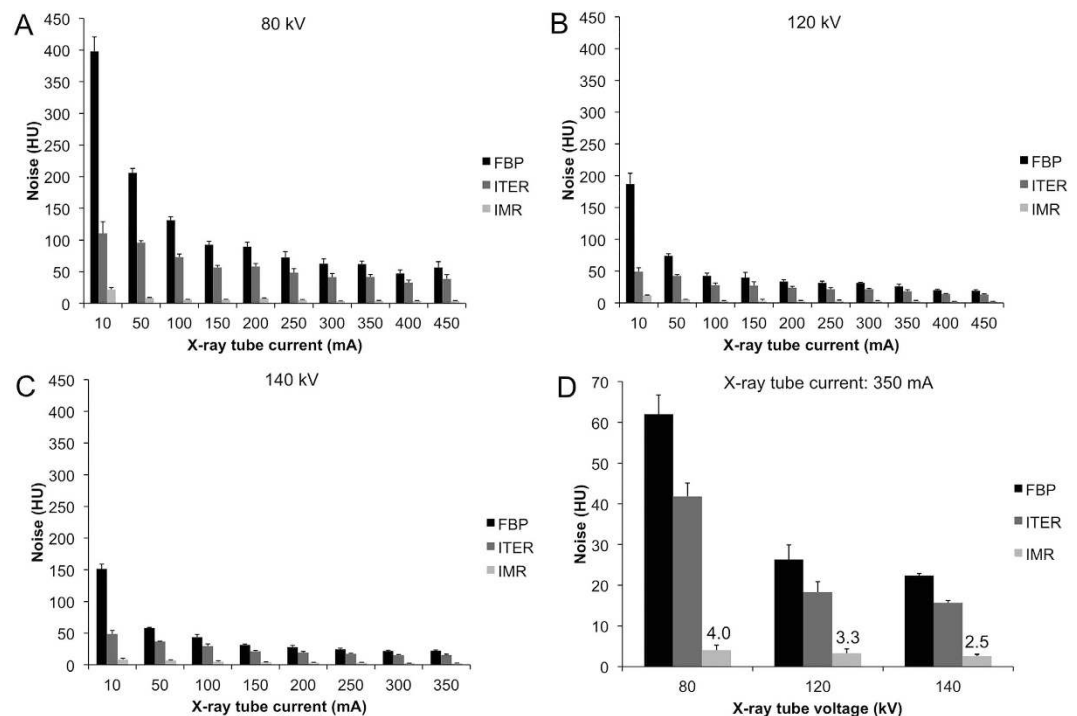 A
80 kV
450
400
350
300
250
200
150
100
50
0
Noise (HU)
10 50 100 150 200 250 300 350 400 450
X-ray tube current (mA)
FBP
ITER
IMR
B
120 kV
450
400
350
300
250
200
150
100
50
0
Noise (HU)
10 50 100 150 200 250 300 350 400 450
X-ray tube current (mA)
FBP
ITER
IMR
C
140 kV
450
400
350
300
250
200
150
100
50
0
Noise (HU)
10 50 100 150 200 250 300 350
X-ray tube current (mA)
FBP
ITER
IMR
D
X-ray tube current: 350 mA
70
60
50
40
30
20
10
0
Noise (HU)
4.0
3.3
2.5
80 120 140
X-ray tube voltage (kV)
FBP
ITER
IMR